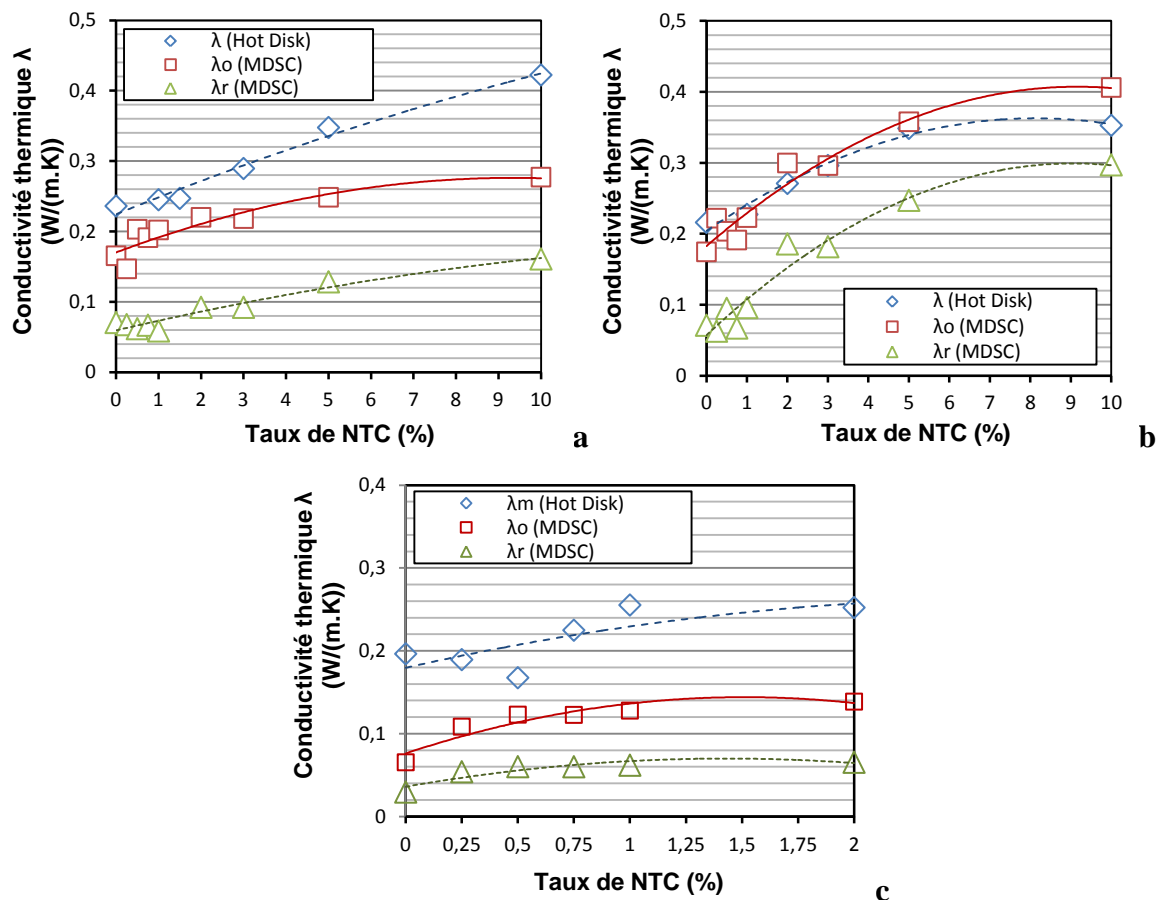 Conductivité thermique λ
(W/(m.K))
0,5
0,4
0,3
0,2
0,1
0
λ (Hot Disk)
λo (MDSC)
λr (MDSC)
0 1 2 3 4 5 6 7 8 9 10
Taux de NTC (%)
a
Conductivité thermique λ
(W/(m.K))
0,5
0,4
0,3
0,2
0,1
0
λ (Hot Disk)
λo (MDSC)
λr (MDSC)
0 1 2 3 4 5 6 7 8 9 10
Taux de NTC (%)
b
Conductivité thermique λ
(W/(m.K))
0,4
0,3
0,2
0,1
0
λm (Hot Disk)
λo (MDSC)
λr (MDSC)
0 0,25 0,5 0,75 1 1,25 1,5 1,75 2
Taux de NTC (%)
c